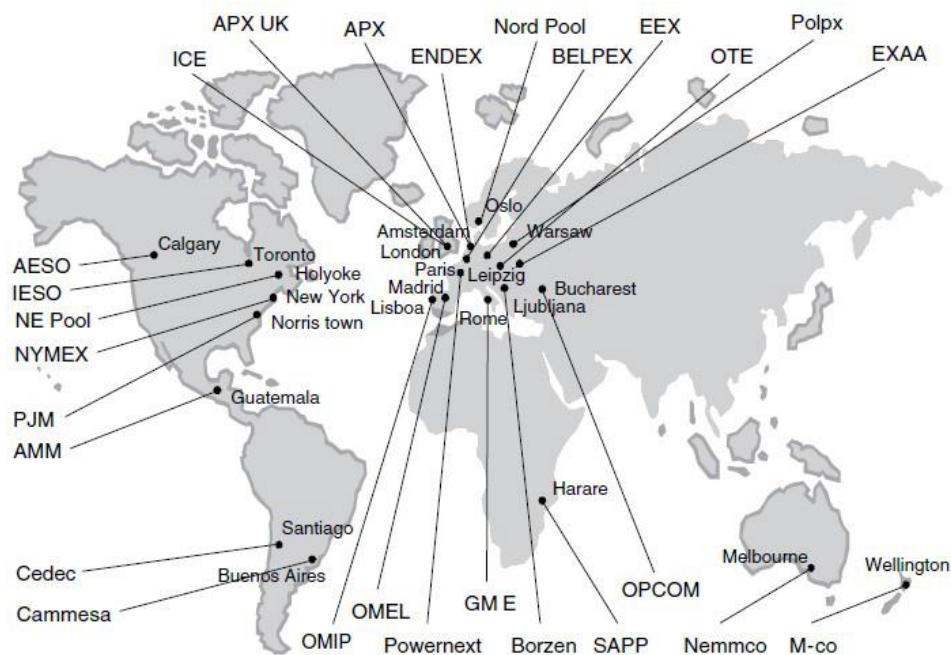 APX UK
APX
Nord Pool
EEX
Polpx
ICE
ENDEX
BELPEX
OTE
EXAA
Oslo
Amsterdam
Warsaw
London
Calgary
Toronto
Paris
Leipzig
AESO
Holyoke
Madrid
Bucharest
IESO
New York
Lisboa
Ljubljana
NE Pool
Norris town
Rome
NYMEX
Guatemala
PJM
AMM
Harare
Santiago
Melbourne
Wellington
Cedec
Buenos Aires
OPCOM
Cammesa
OMEL
GM E
OMIP
Powernext
Borzen
SAPP
Nemmco
M-co